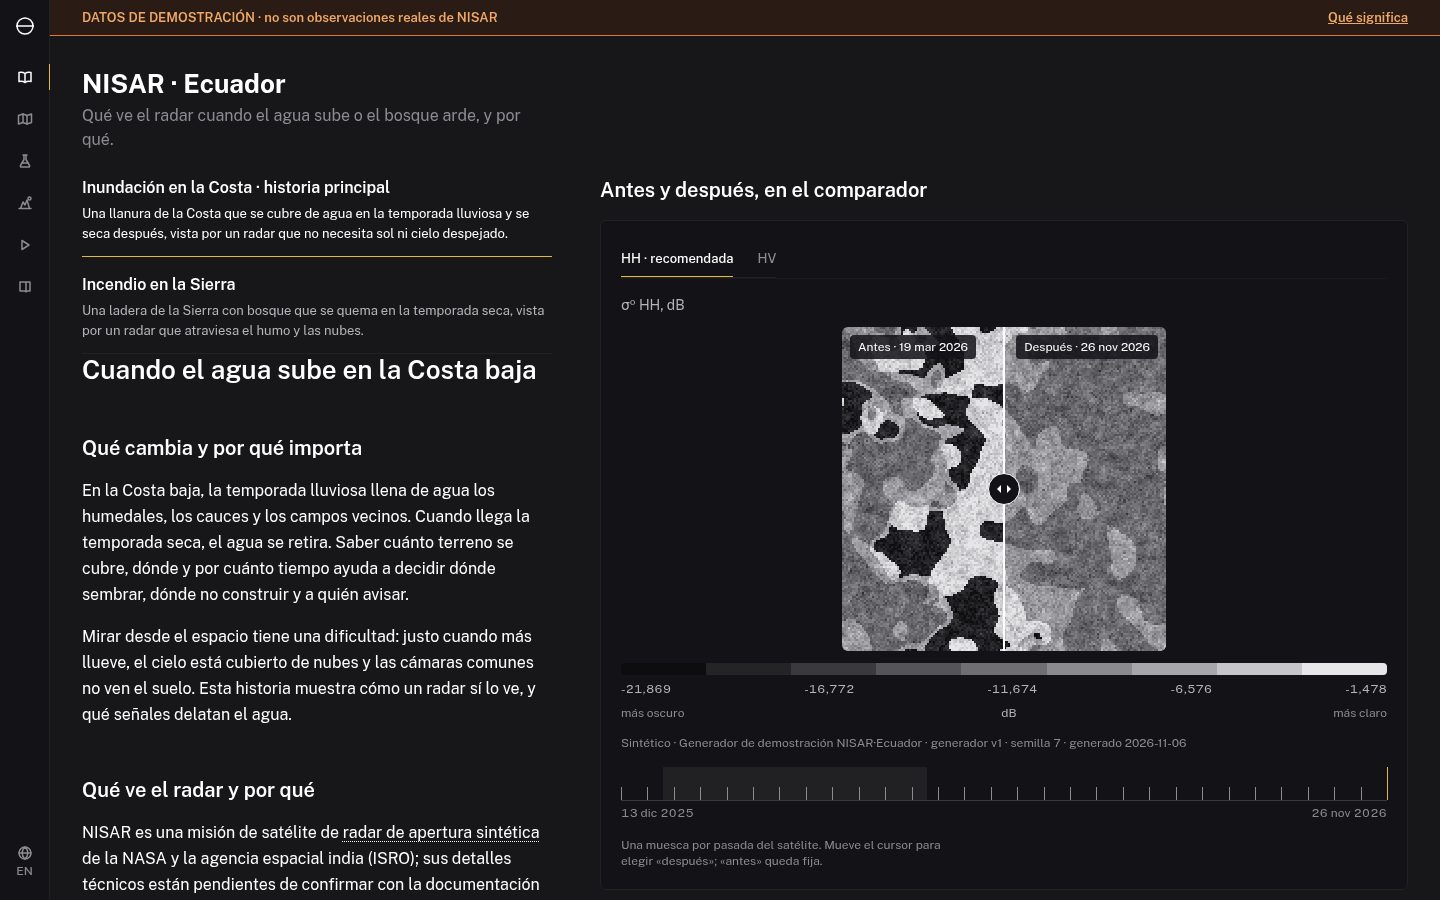 DATOS DE DEMOSTRACIÓN · no son observaciones reales de NISAR
Qué significa
NISAR · Ecuador
Qué ve el radar cuando el agua sube o el bosque arde, y por
qué.
Inundación en la Costa · historia principal
Una llanura de la Costa que se cubre de agua en la temporada lluviosa y se
seca después, vista por un radar que no necesita sol ni cielo despejado.
Incendio en la Sierra
Una ladera de la Sierra con bosque que se quema en la temporada seca, vista
por un radar que atraviesa el humo y las nubes.
Cuando el agua sube en la Costa baja
Qué cambia y por qué importa
En la Costa baja, la temporada lluviosa llena de agua los
humedales, los cauces y los campos vecinos. Cuando llega la
temporada seca, el agua se retira. Saber cuánto terreno se
cubre, dónde y por cuánto tiempo ayuda a decidir dónde
sembrar, dónde no construir y a quién avisar.
Mirar desde el espacio tiene una dificultad: justo cuando más
llueve, el cielo está cubierto de nubes y las cámaras comunes
no ven el suelo. Esta historia muestra cómo un radar sí lo ve, y
qué señales delatan el agua.
Qué ve el radar y por qué
NISAR es una misión de satélite de radar de apertura sintética
de la NASA y la agencia espacial india (ISRO); sus detalles
técnicos están pendientes de confirmar con la documentación
Antes y después, en el comparador
HH · recomendada
HV
σº HH, dB
Antes · 19 mar 2026
Después · 26 nov 2026
-21,869
-16,772
-11,674
-6,576
-1,478
más oscuro
dB
más claro
Sintético · Generador de demostración NISAR·Ecuador · generador v1 · semilla 7 · generado 2026-11-06
13 dic 2025
26 nov 2026
Una muesca por pasada del satélite. Mueve el cursor para
elegir «después»; «antes» queda fija.
EN